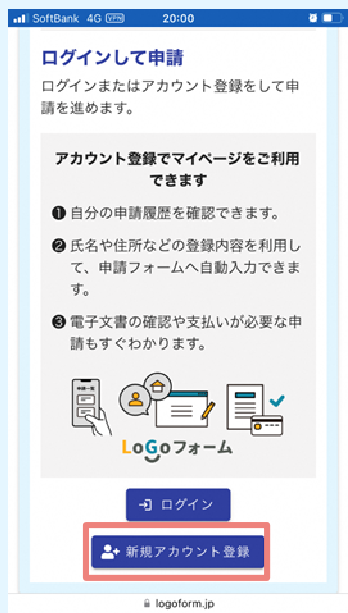 SoftBank 4G VPN 20:00
ログインして申請
ログインまたはアカウント登録をして申
請を進めます。
アカウント登録でマイページをご利用
できます
❶ 自分の申請履歴を確認できます。
❷ 氏名や住所などの登録内容を利用し
て、申請フォームへ自動入力できま
す。
❸ 電子文書の確認や支払いが必要な申
請もすぐわかります。
申請一覧
LoGoフォーム
ログイン
新規アカウント登録
logoform.jp